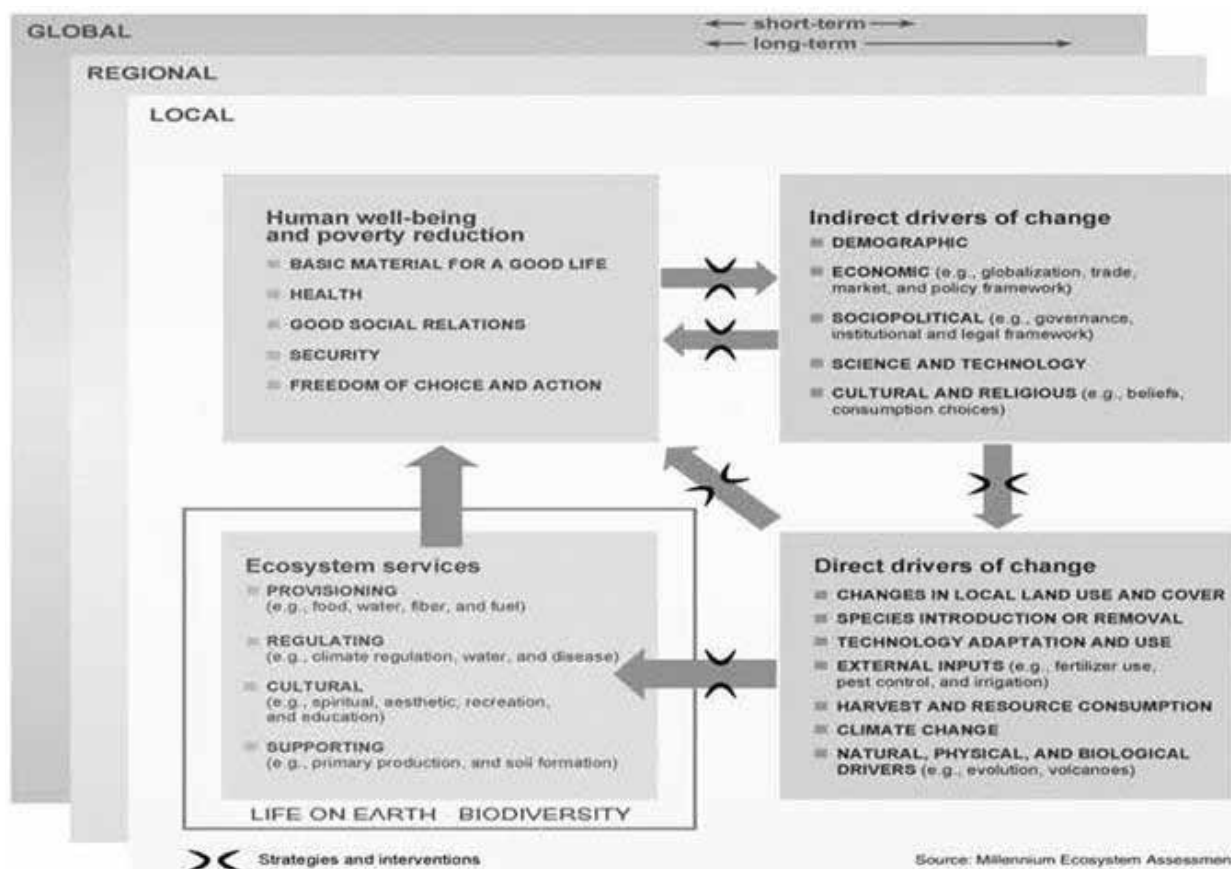 GLOBAL
short-term
long-term
REGIONAL
LOCAL
Human well-being
and poverty reduction
BASIC MATERIAL FOR A GOOD LIFE
HEALTH
GOOD SOCIAL RELATIONS
SECURITY
FREEDOM OF CHOICE AND ACTION
Indirect drivers of change
DEMOGRAPHIC
ECONOMIC (e.g., globalization, trade,
market, and policy framework)
SOCIOPOLITICAL (e.g., governance,
institutional and legal framework)
SCIENCE AND TECHNOLOGY
CULTURAL AND RELIGIOUS (e.g., beliefs,
consumption choices)
Ecosystem services
PROVISIONING
(e.g., food, water, fiber, and fuel)
REGULATING
(e.g., climate regulation, water, and disease)
CULTURAL
(e.g., spiritual, aesthetic, recreation,
and education)
SUPPORTING
(e.g., primary production, and soil formation)
LIFE ON EARTH BIODIVERSITY
Direct drivers of change
CHANGES IN LOCAL LAND USE AND COVER
SPECIES INTRODUCTION OR REMOVAL
TECHNOLOGY ADAPTATION AND USE
EXTERNAL INPUTS (e.g., fertilizer use,
pest control, and irrigation)
HARVEST AND RESOURCE CONSUMPTION
CLIMATE CHANGE
NATURAL, PHYSICAL, AND BIOLOGICAL
DRIVERS (e.g., evolution, volcanoes)
Strategies and interventions
Source: Millennium Ecosystem Assessmen